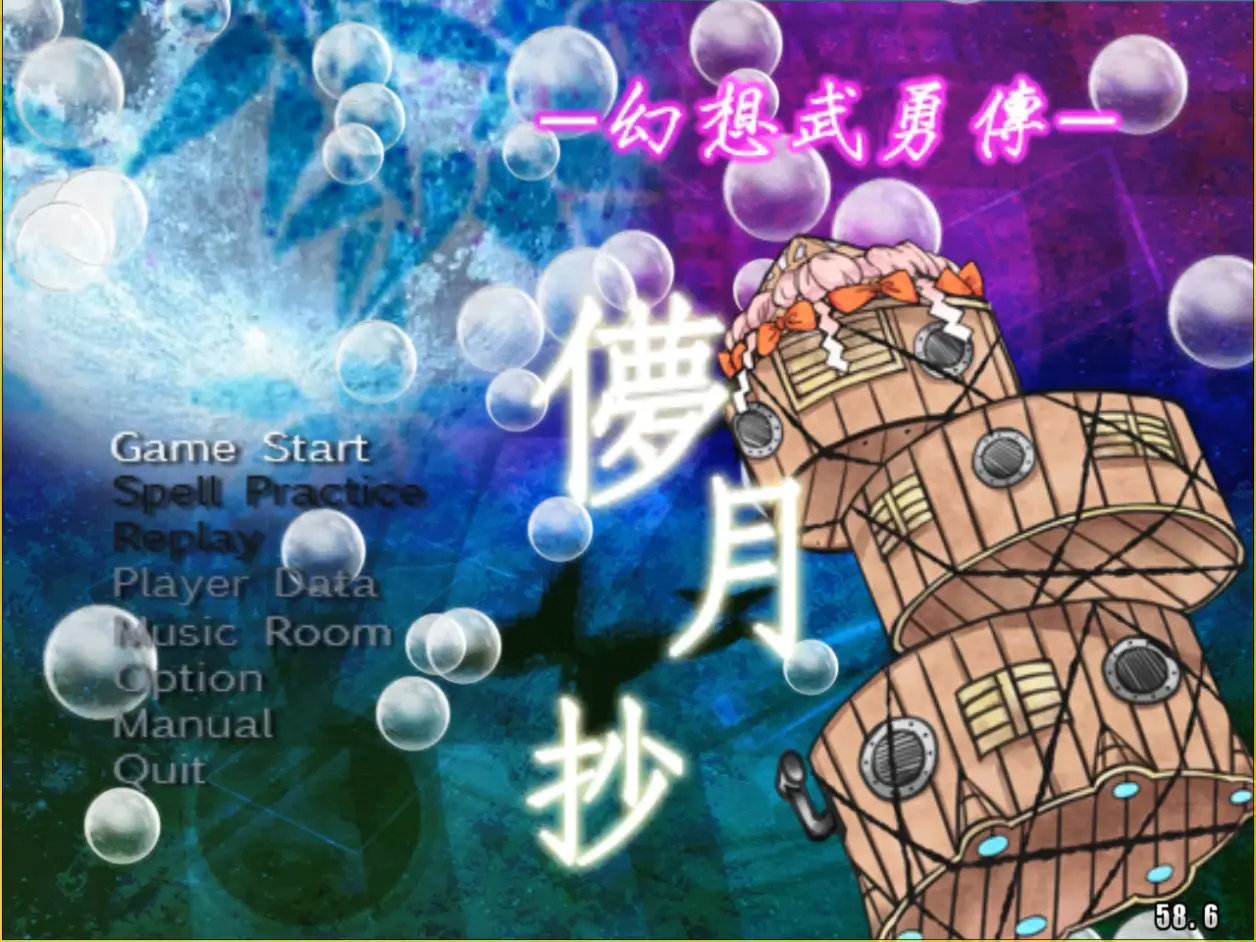 ―幻想武勇傳―
儚月抄
Game Start
Spell Practice
Replay
Player Data
Music Room
Option
Manual
Quit
58.6